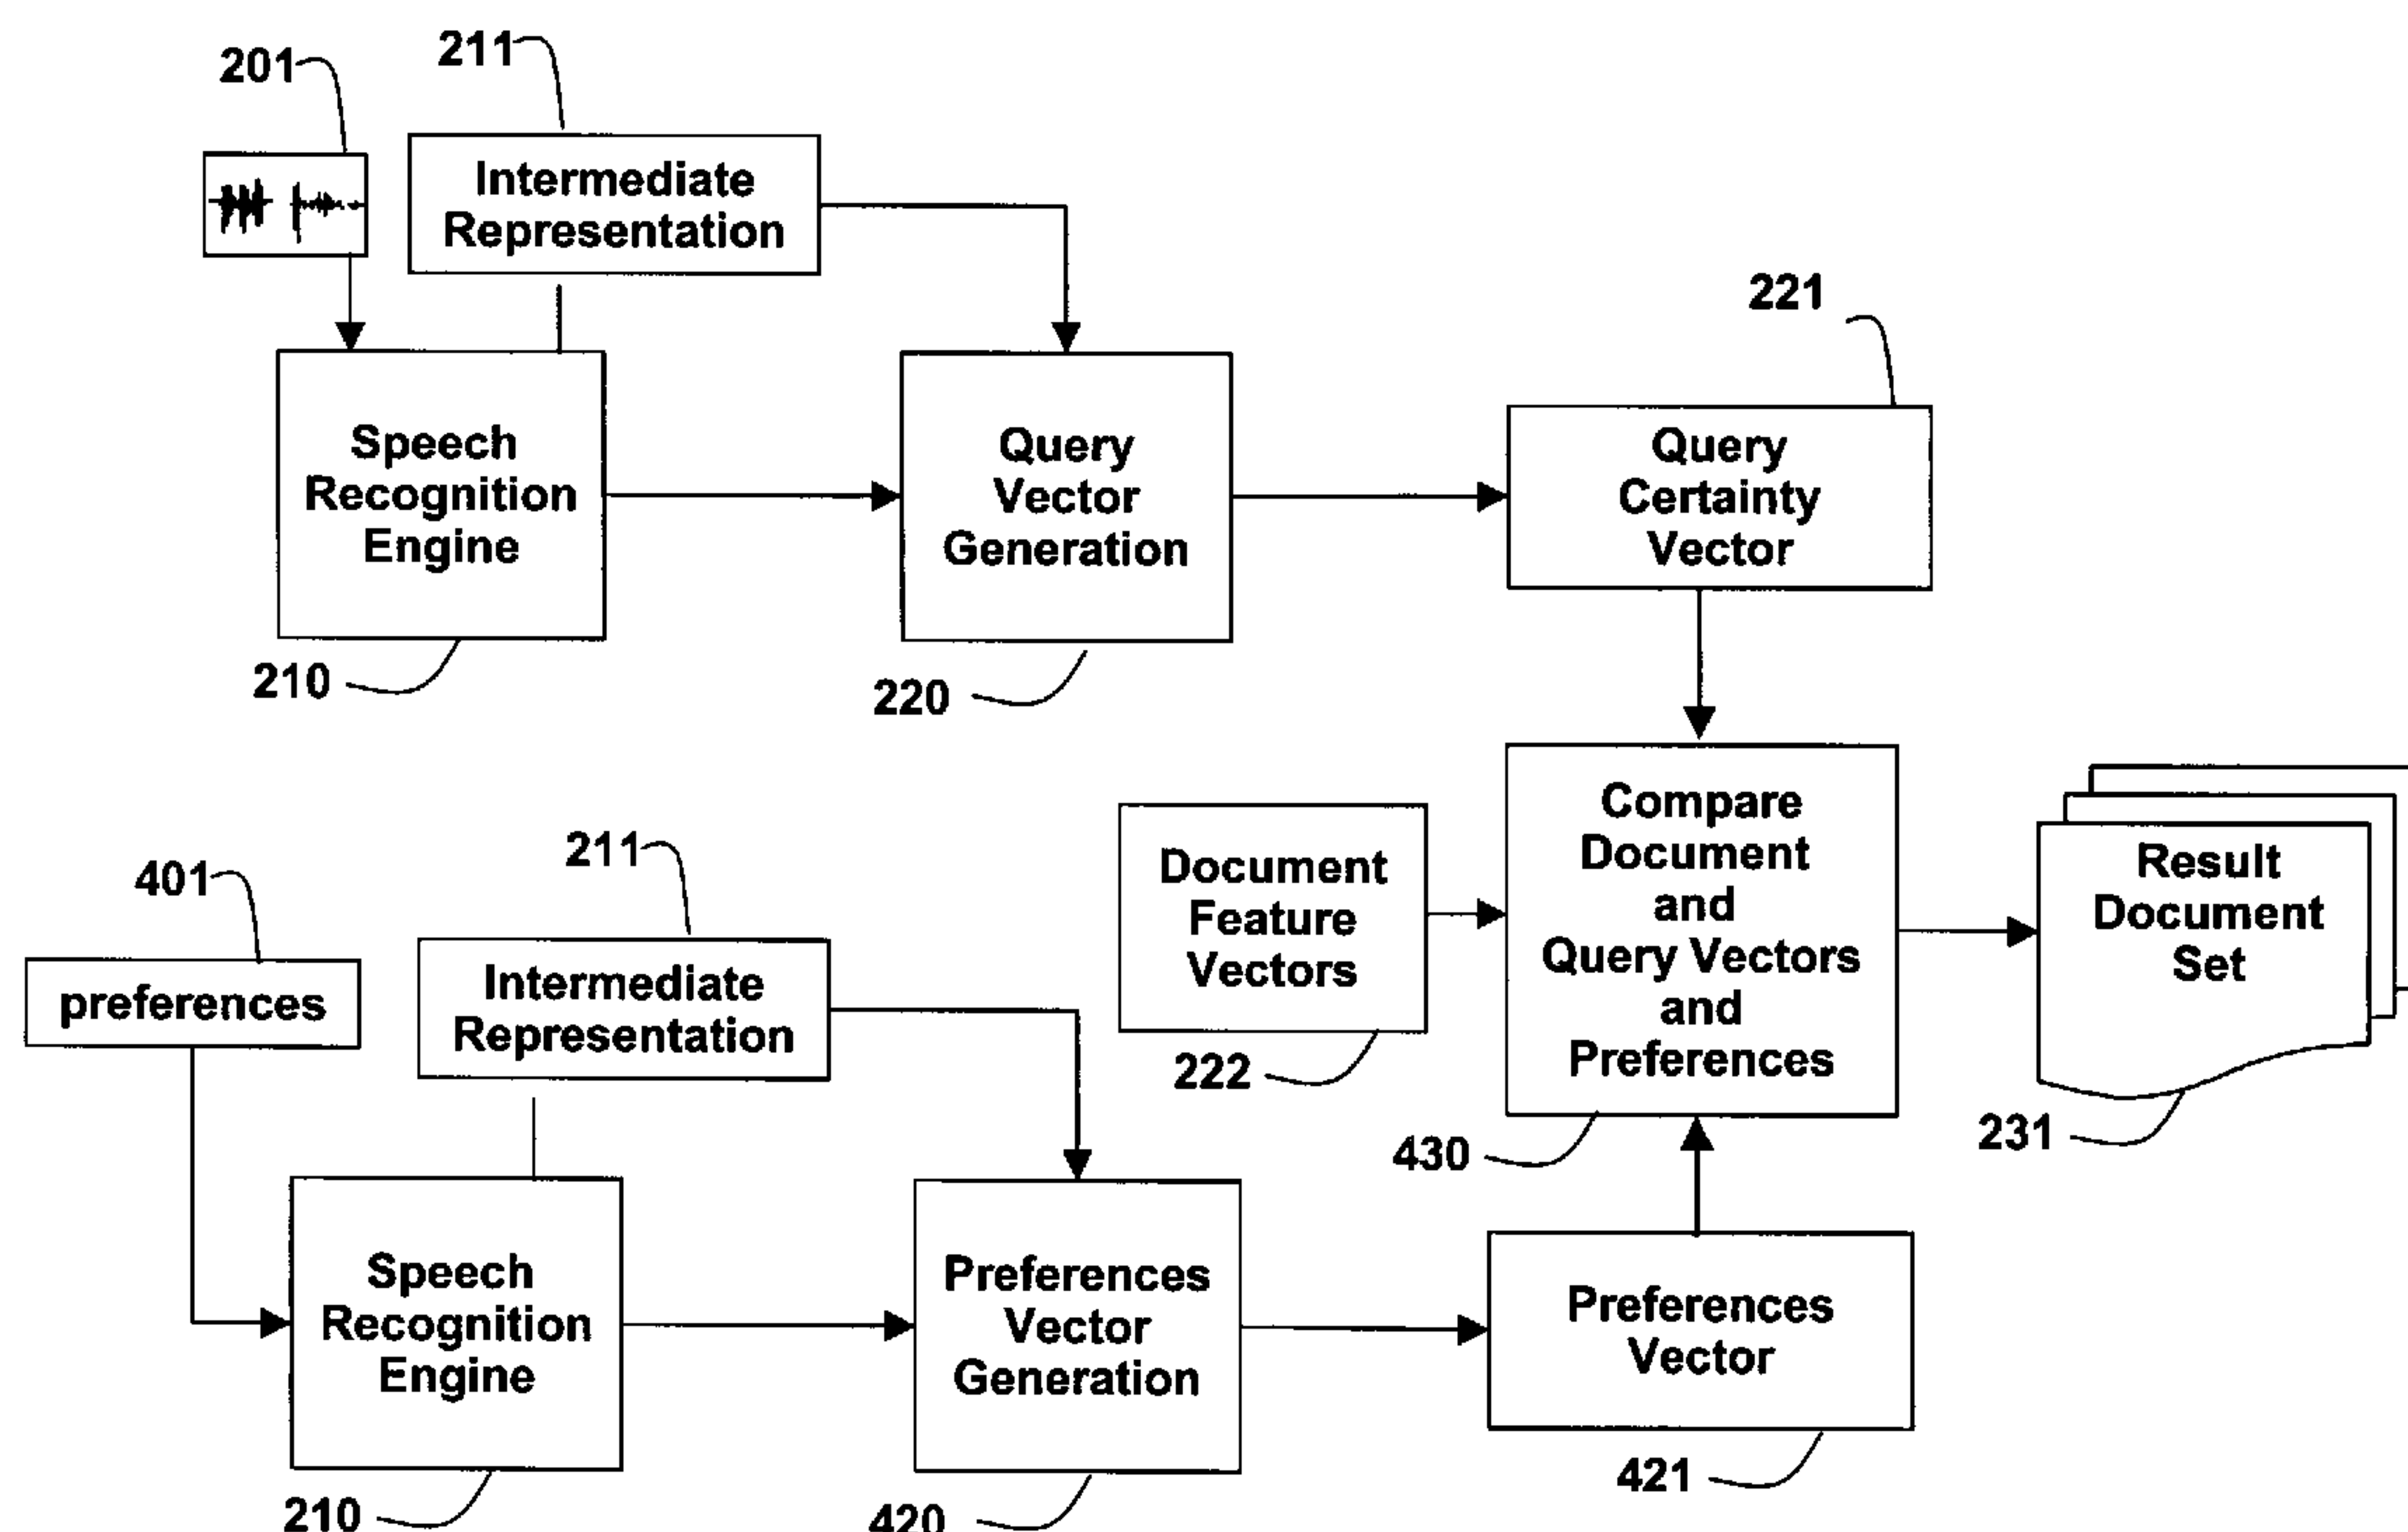 211
201
Intermediate
Representation
221
Speech
Recognition
Engine
Query
Vector
Generation
Query
Certainty
Vector
210
220
Compare
Document
and
Query Vectors
and
Preferences
Document
Feature
Vectors
Result
Document
Set
211
401
preferences
Intermediate
Representation
222
430
231
Speech
Recognition
Engine
Preferences
Vector
Generation
Preferences
Vector
421
210
420